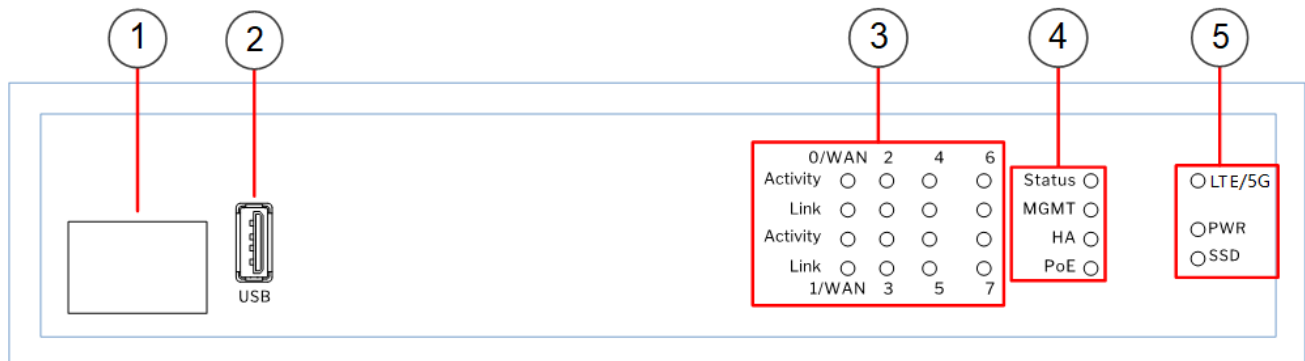 1 2 3 4 5
0/WAN 2 4 6
Activity
Link
Activity
Link
1/WAN 3 5 7
Status
MGMT
HA
PoE
LTE/5G
PWR
SSD
USB